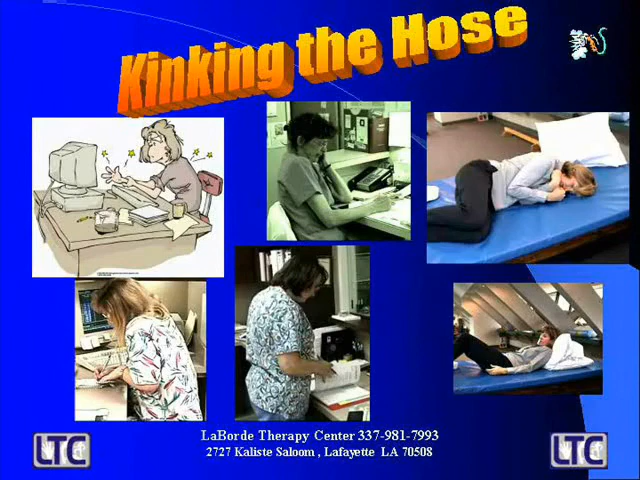 Kinking the Hose
LaBorde Therapy Center 337-981-7993
2727 Kaliste Saloom , Lafayette LA 70508
LTC
LTC